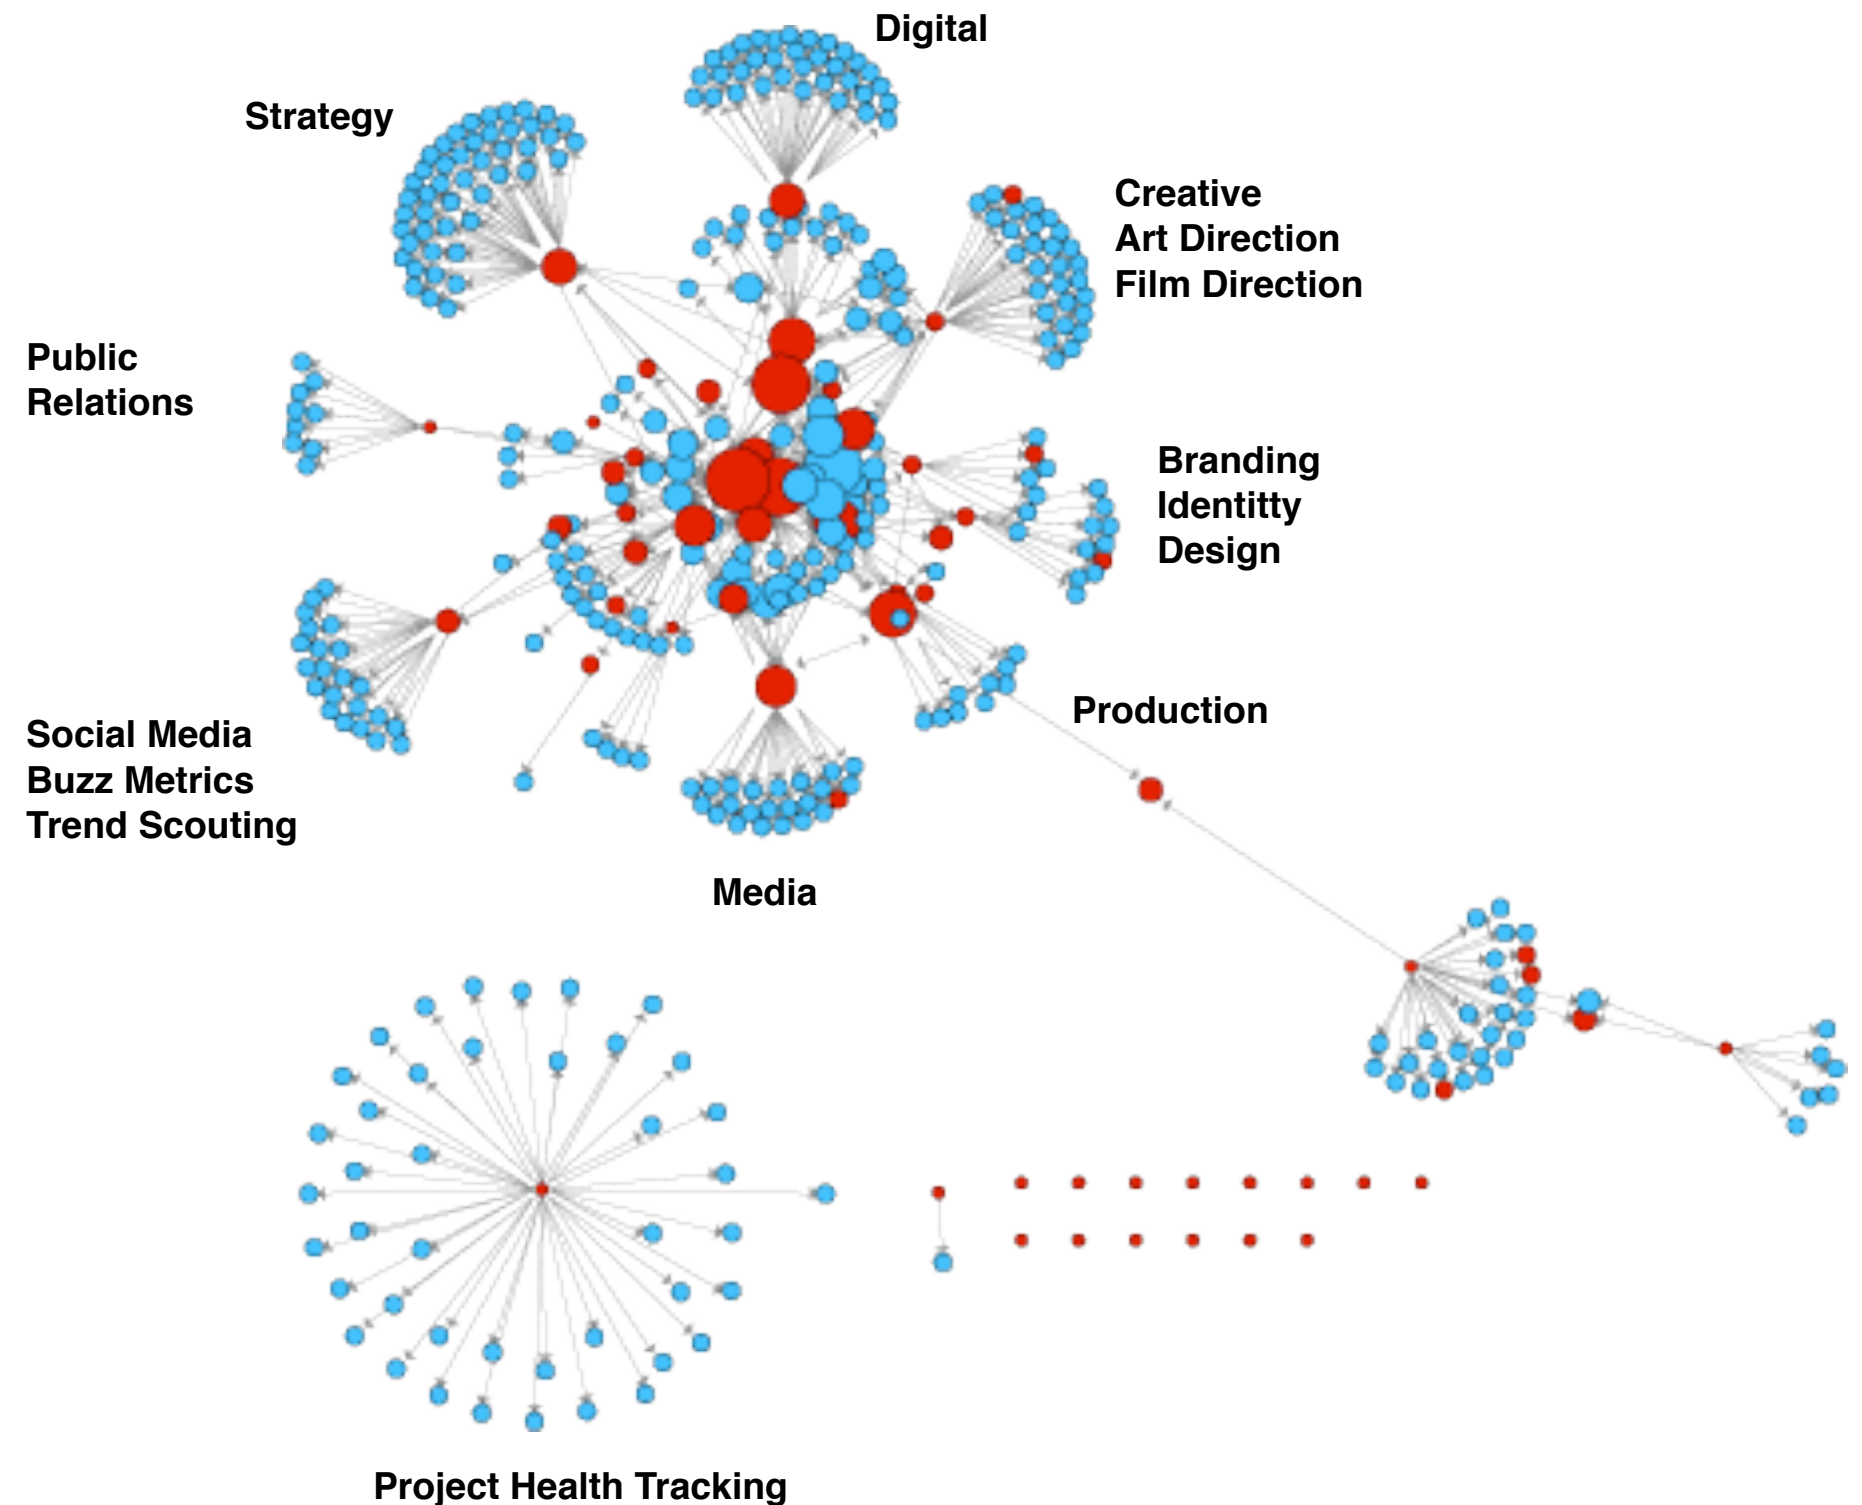 Digital
Strategy
Creative
Art Direction
Film Direction
Public
Relations
Branding
Identitty
Design
Production
Social Media
Buzz Metrics
Trend Scouting
Media
Project Health Tracking